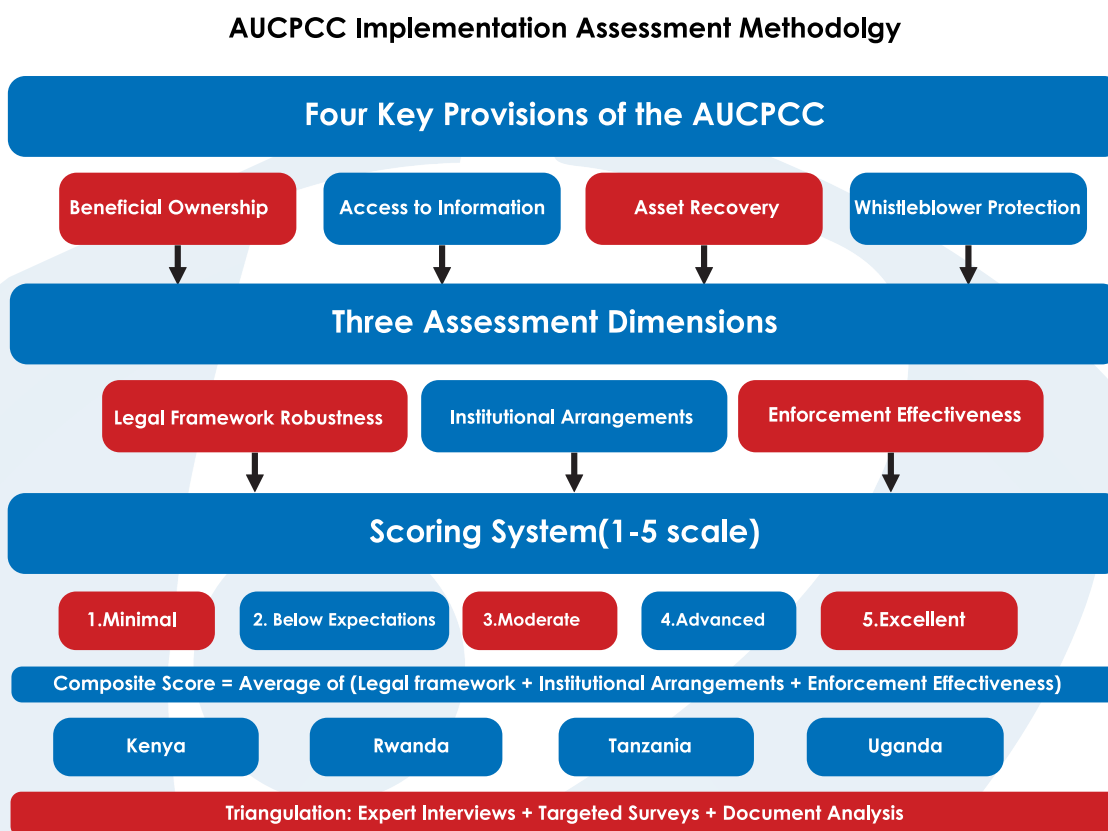 AUCPCC Implementation Assessment Methodolgy
Four Key Provisions of the AUCPCC
Beneficial Ownership
Access to Information
Asset Recovery
Whistleblower Protection
Three Assessment Dimensions
Legal Framework Robustness
Institutional Arrangements
Enforcement Effectiveness
Scoring System(1-5 scale)
1.Minimal
2. Below Expectations
3.Moderate
4.Advanced
5.Excellent
Composite Score = Average of (Legal framework + Institutional Arrangements + Enforcement Effectiveness)
Kenya
Rwanda
Tanzania
Uganda
Triangulation: Expert Interviews + Targeted Surveys + Document Analysis